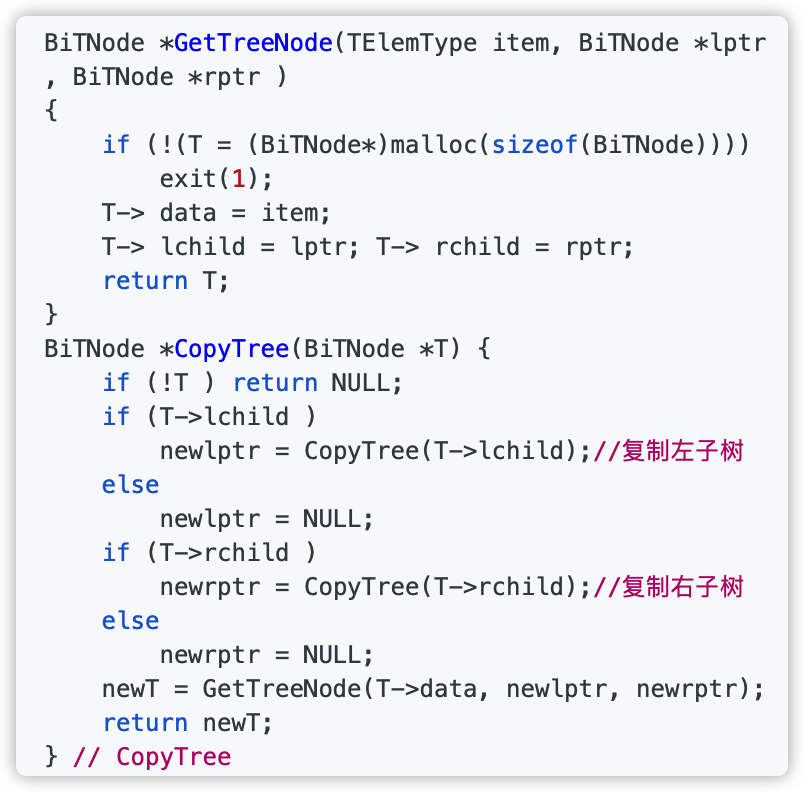 BiTNode *GetTreeNode(TElemType item, BiTNode *lptr
, BiTNode *rptr )
{
    if (!(T = (BiTNode*)malloc(sizeof(BiTNode))))
        exit(1);
    T-> data = item;
    T-> lchild = lptr; T-> rchild = rptr;
    return T;
}
BiTNode *CopyTree(BiTNode *T) {
    if (!T ) return NULL;
    if (T->lchild )
        newlptr = CopyTree(T->lchild);//复制左子树
    else
        newlptr = NULL;
    if (T->rchild )
        newrptr = CopyTree(T->rchild);//复制右子树
    else
        newrptr = NULL;
    newT = GetTreeNode(T->data, newlptr, newrptr);
    return newT;
} // CopyTree